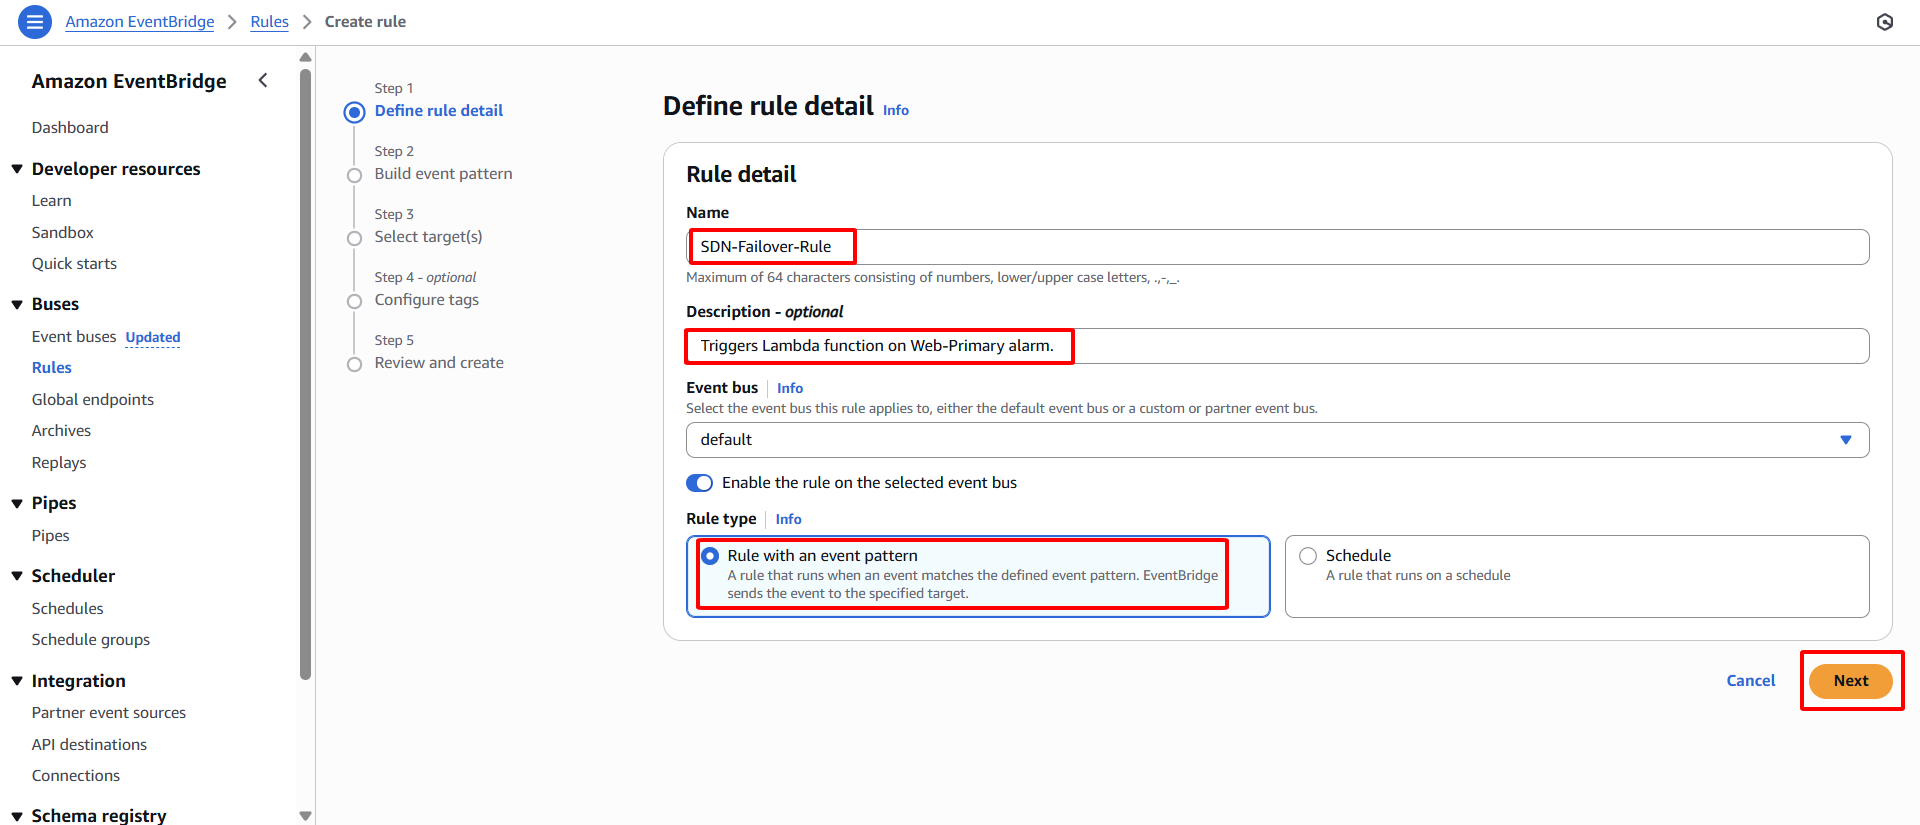 Amazon EventBridge > Rules > Create rule
Amazon EventBridge
Dashboard
Developer resources
Learn
Sandbox
Quick starts
Buses
Event buses Updated
Rules
Global endpoints
Archives
Replays
Pipes
Pipes
Scheduler
Schedules
Schedule groups
Integration
Partner event sources
API destinations
Connections
Schema registry
Step 1
Define rule detail
Step 2
Build event pattern
Step 3
Select target(s)
Step 4 - optional
Configure tags
Step 5
Review and create
Define rule detail Info
Rule detail
Name
SDN-Failover-Rule
Maximum of 64 characters consisting of numbers, lower/upper case letters, .,-,_.
Description - optional
Triggers Lambda function on Web-Primary alarm.
Event bus Info
Select the event bus this rule applies to, either the default event bus or a custom or partner event bus.
default
Enable the rule on the selected event bus
Rule type Info
Rule with an event pattern
A rule that runs when an event matches the defined event pattern. EventBridge
sends the event to the specified target.
Schedule
A rule that runs on a schedule
Cancel
Next